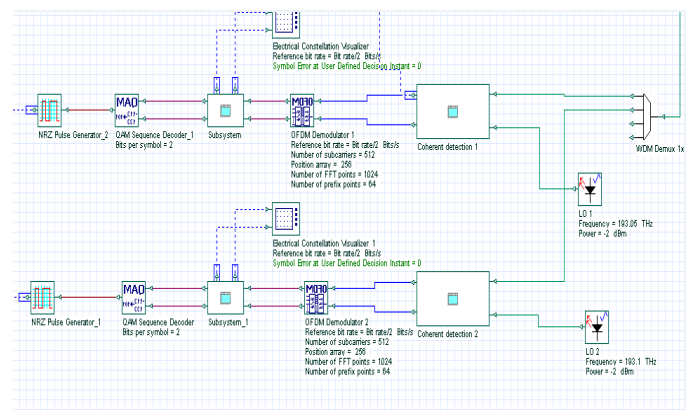 Electrical Constellation Visualizer
Reference bit rate = Bit rate/2 Bits/s
Symbol Error at User Defined Decision Instant = 0
NRZ Pulse Generator_2
QAM Sequence Decoder_1
Bits per symbol = 2
Subsystem
OFDM Demodulator 1
Reference bit rate = Bit rate/2 Bits/s
Number of subcarriers = 512
Position array = 256
Number of FFT points = 1024
Number of prefix points = 64
Coherent detection 1
WDM Demux 1x
LO 1
Frequency = 193.05 THz
Power = -2 dBm
Electrical Constellation Visualizer 1
Reference bit rate = Bit rate/2 Bits/s
Symbol Error at User Defined Decision Instant = 0
NRZ Pulse Generator_1
QAM Sequence Decoder
Bits per symbol = 2
Subsystem_1
OFDM Demodulator 2
Reference bit rate = Bit rate/2 Bits/s
Number of subcarriers = 512
Position array = 256
Number of FFT points = 1024
Number of prefix points = 64
Coherent detection 2
LO 2
Frequency = 193.1 THz
Power = -2 dBm